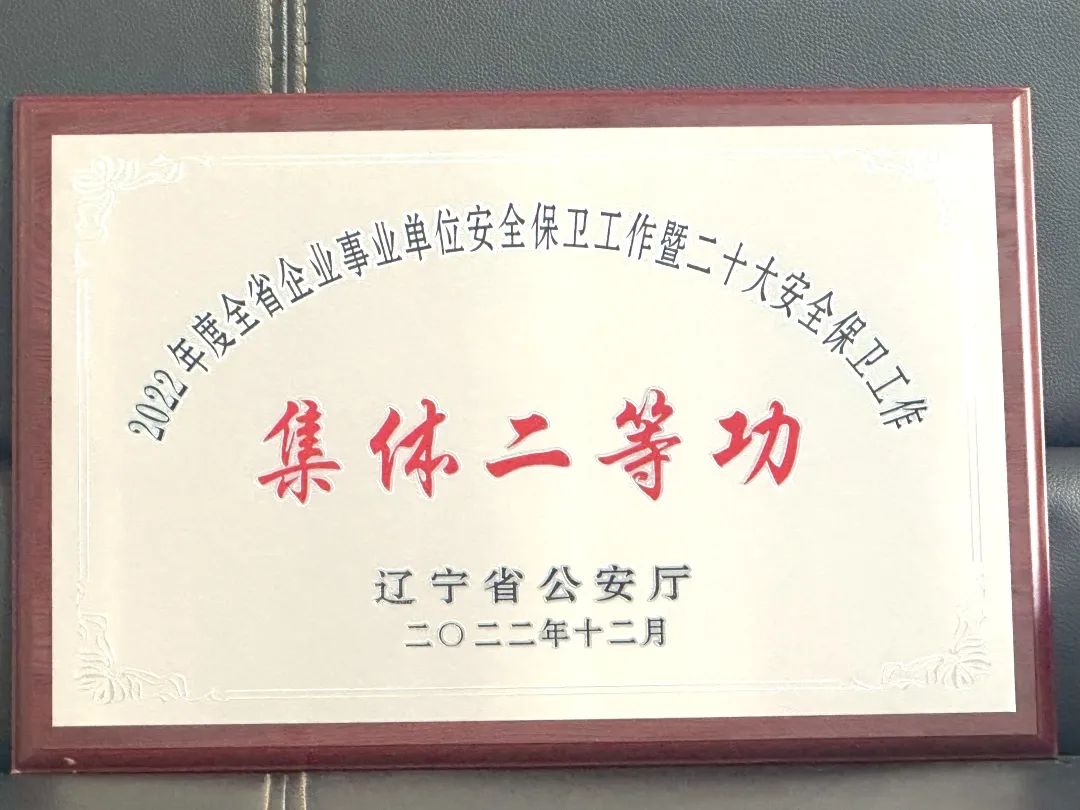 2022年度全省企业事业单位安全保卫工作暨二十大安全保卫工作
集体二等功
辽宁省公安厅
二〇二二年十二月